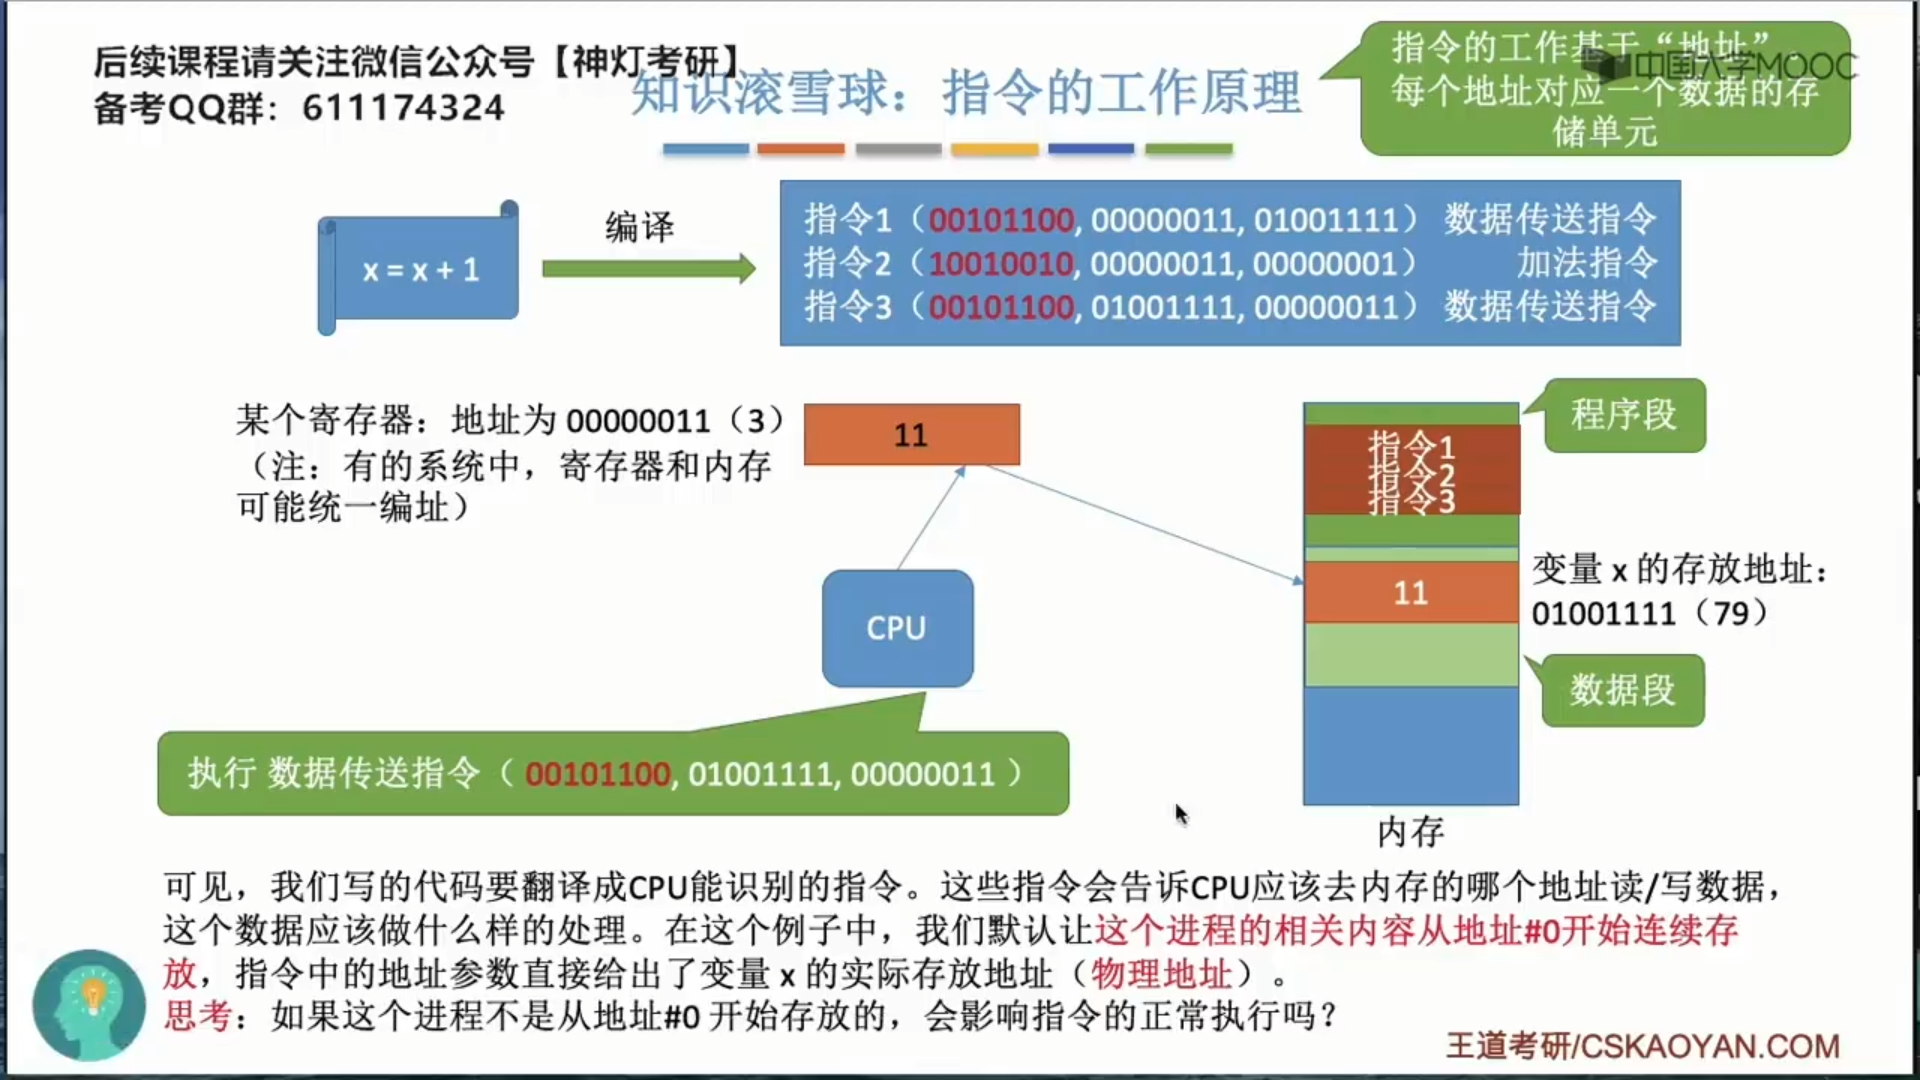 后续课程请关注微信公众号【神灯考研】
备考QQ群：611174324
知识滚雪球：指令的工作原理
指令的工作基于“地址”。
每个地址对应一个数据的存
储单元
中国大学MOOC
x = x + 1
编译
指令1（00101100, 00000011, 01001111） 数据传送指令
指令2（10010010, 00000011, 00000001） 加法指令
指令3（00101100, 01001111, 00000011） 数据传送指令
某个寄存器：地址为 00000011（3）
（注：有的系统中，寄存器和内存
可能统一编址）
11
CPU
执行 数据传送指令（ 00101100, 01001111, 00000011 ）
程序段
指令1
指令2
指令3
11
变量 x 的存放地址：
01001111（79）
数据段
内存
可见，我们写的代码要翻译成CPU能识别的指令。这些指令会告诉CPU应该去内存的哪个地址读/写数据，
这个数据应该做什么样的处理。在这个例子中，我们默认让这个进程的相关内容从地址#0开始连续存
放，指令中的地址参数直接给出了变量 x 的实际存放地址（物理地址）。
思考：如果这个进程不是从地址#0 开始存放的，会影响指令的正常执行吗？
王道考研/CSKAOYAN.COM